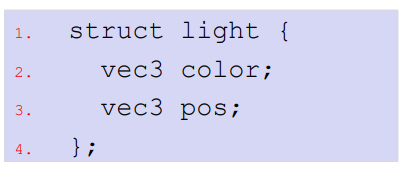 1. struct light {
2. vec3 color;
3. vec3 pos;
4. };